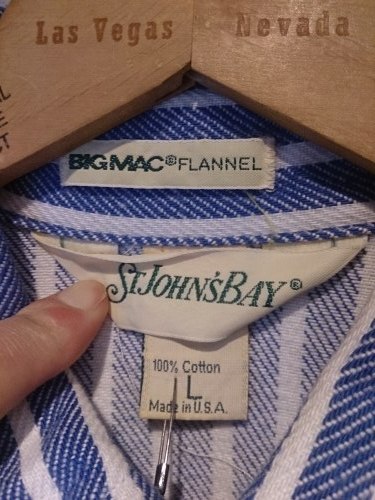 Las Vegas Nevada
BIG MAC® FLANNEL
ST. JOHN'S BAY®
100% Cotton
L
Made in U.S.A.